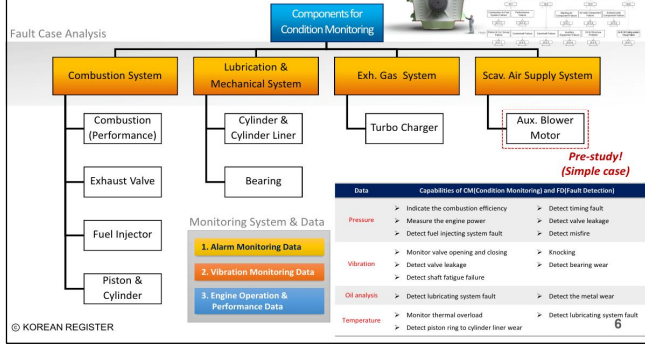 Components for
Condition Monitoring
Fault Case Analysis
Combustion System
Lubrication &
Mechanical System
Exh. Gas System
Scav. Air Supply System
Combustion
(Performance)
Cylinder &
Cylinder Liner
Turbo Charger
Aux. Blower
Motor
Pre-study!
(Simple case)
Exhaust Valve
Bearing
Fuel Injector
Piston &
Cylinder
Monitoring System & Data
1. Alarm Monitoring Data
2. Vibration Monitoring Data
3. Engine Operation &
Performance Data
Data Capabilities of CM(Condition Monitoring) and FD(Fault Detection)
Pressure
➢ Indicate the combustion efficiency ➢ Detect timing fault
➢ Measure the engine power ➢ Detect valve leakage
➢ Detect fuel injecting system fault ➢ Detect misfire
Vibration
➢ Monitor valve opening and closing ➢ Knocking
➢ Detect valve leakage ➢ Detect bearing wear
➢ Detect shaft fatigue failure
Oil analysis ➢ Detect lubricating system fault ➢ Detect the metal wear
Temperature
➢ Monitor thermal overload ➢ Detect lubricating system fault
➢ Detect piston ring to cylinder liner wear
© KOREAN REGISTER
6